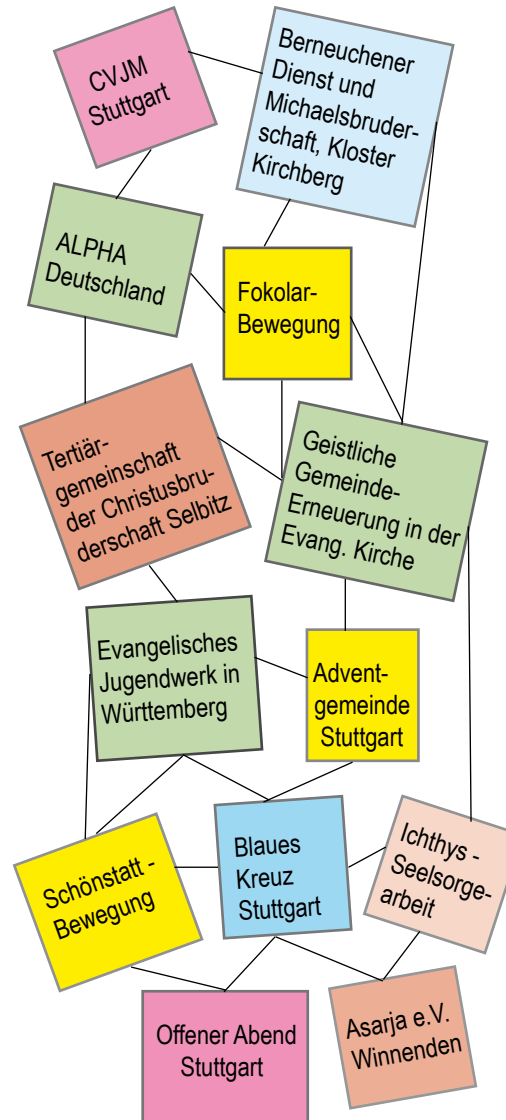 CVJM
Stuttgart
Berneuchener
Dienst und
Michaelsbruder-
schaft, Kloster
Kirchberg
ALPHA
Deutschland
Fokolar-
Bewegung
Tertiär-
gemeinschaft
der Christusbru-
derschaft Selbitz
Geistliche
Gemeinde-
Erneuerung in der
Evang. Kirche
Evangelisches
Jugendwerk in
Württemberg
Advent-
gemeinde
Stuttgart
Schönstatt -
Bewegung
Blaues
Kreuz
Stuttgart
Ichthys -
Seelsorge-
arbeit
Offener Abend
Stuttgart
Asarja e.V.
Winnenden